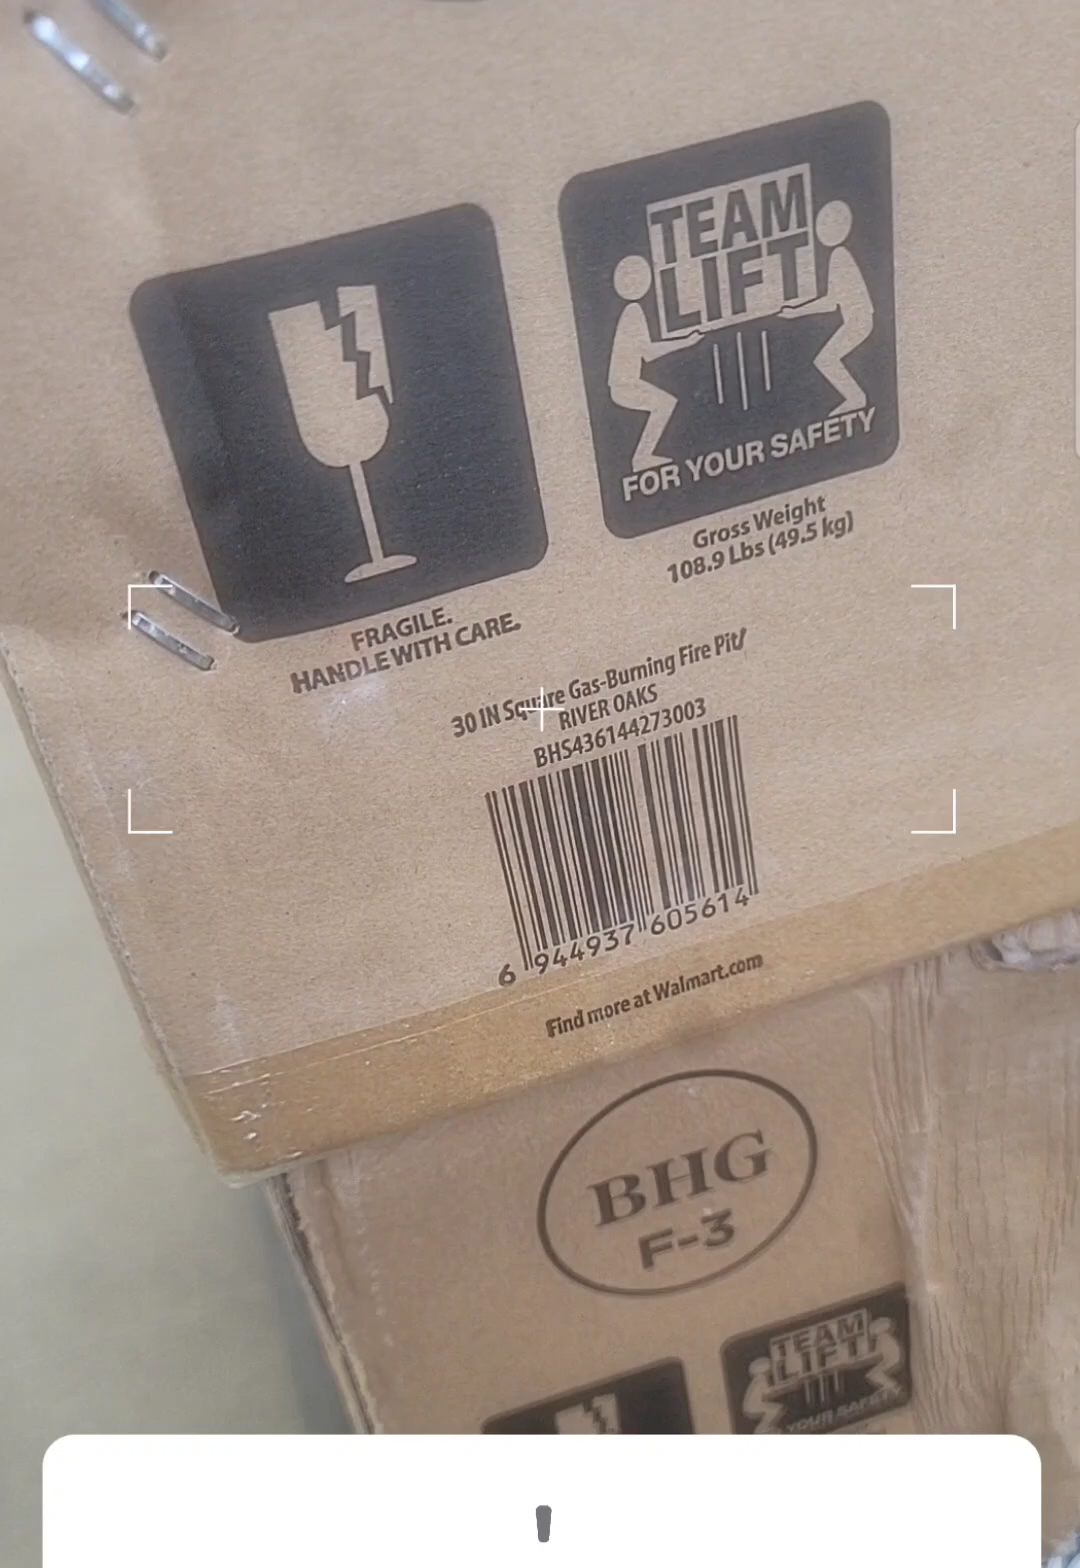 TEAM
LIFT
FOR YOUR SAFETY
Gross Weight
108.9 Lbs (49.5 kg)
FRAGILE.
HANDLE WITH CARE.
30 IN Square Gas-Burning Fire Pit/
RIVER OAKS
BHS436144273003
6 944937 605614
Find more at Walmart.com
BHG
F-3
TEAM
LIFT
YOUR SAFETY